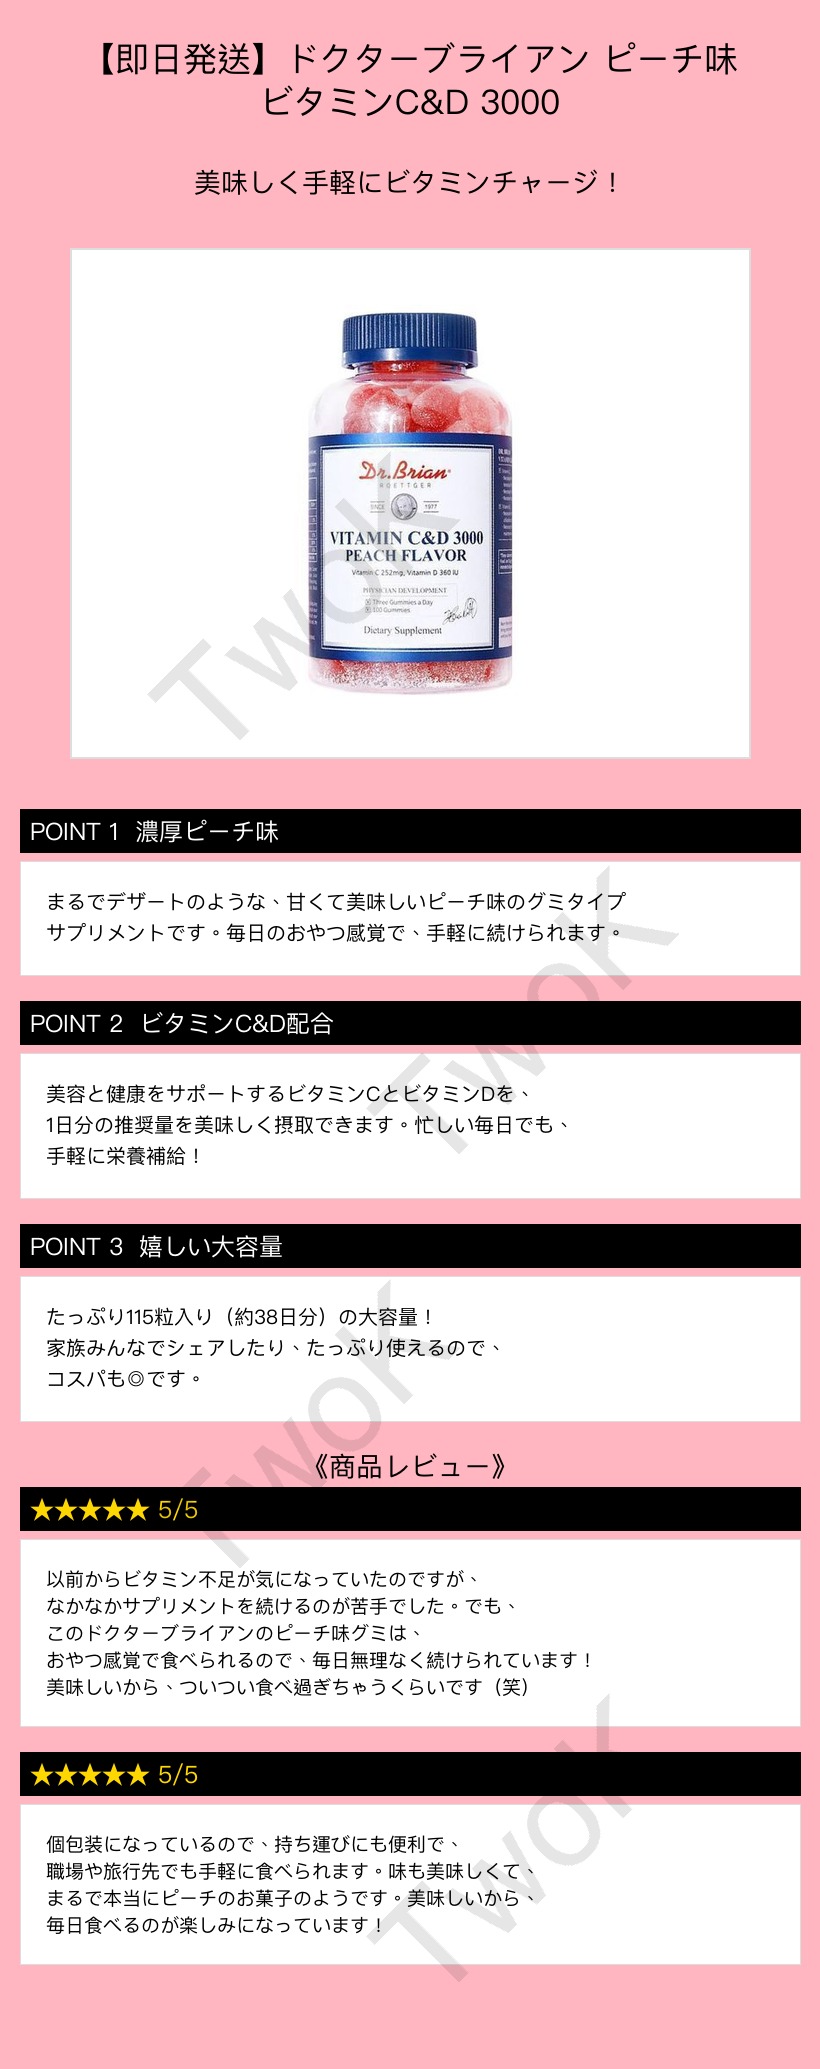 【即日発送】ドクターブライアン ピーチ味
ビタミンC&D 3000
美味しく手軽にビタミンチャージ！
Dr.Brian
ROETTGER
SINCE 1977
VITAMIN C&D 3000
PEACH FLAVOR
Vitamin C 252mg, Vitamin D 360 IU
PHYSICIAN DEVELOPMENT
Three Gummies a Day
100 Gummies
Dietary Supplement
TwoK
POINT 1 濃厚ピーチ味
まるでデザートのような、甘くて美味しいピーチ味のグミタイプ
サプリメントです。毎日のおやつ感覚で、手軽に続けられます。
TwoK
POINT 2 ビタミンC&D配合
美容と健康をサポートするビタミンCとビタミンDを、
1日分の推奨量を美味しく摂取できます。忙しい毎日でも、
手軽に栄養補給！
POINT 3 嬉しい大容量
たっぷり115粒入り（約38日分）の大容量！
家族みんなでシェアしたり、たっぷり使えるので、
コスパも◎です。
TwoK
《商品レビュー》
★★★★★ 5/5
以前からビタミン不足が気になっていたのですが、
なかなかサプリメントを続けるのが苦手でした。でも、
このドクターブライアンのピーチ味グミは、
おやつ感覚で食べられるので、毎日無理なく続けられています！
美味しいから、ついつい食べ過ぎちゃうくらいです（笑）
★★★★★ 5/5
個包装になっているので、持ち運びにも便利で、
職場や旅行先でも手軽に食べられます。味も美味しくて、
まるで本当にピーチのお菓子のようです。美味しいから、
毎日食べるのが楽しみになっています！
TwoK